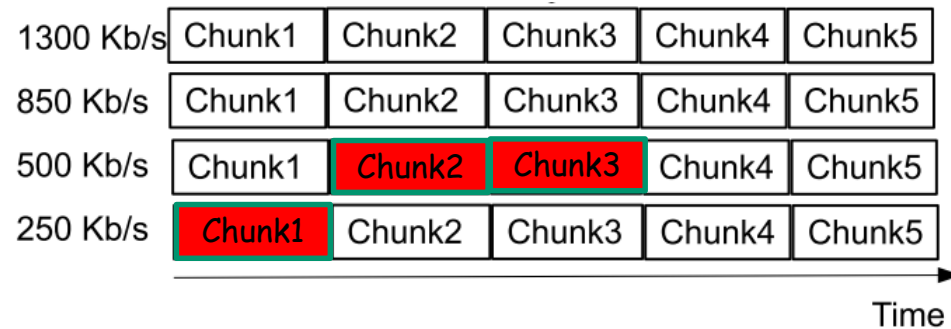 1300 Kb/s Chunk1 Chunk2 Chunk3 Chunk4 Chunk5
850 Kb/s Chunk1 Chunk2 Chunk3 Chunk4 Chunk5
500 Kb/s Chunk1 Chunk2 Chunk3 Chunk4 Chunk5
250 Kb/s Chunk1 Chunk2 Chunk3 Chunk4 Chunk5
Time